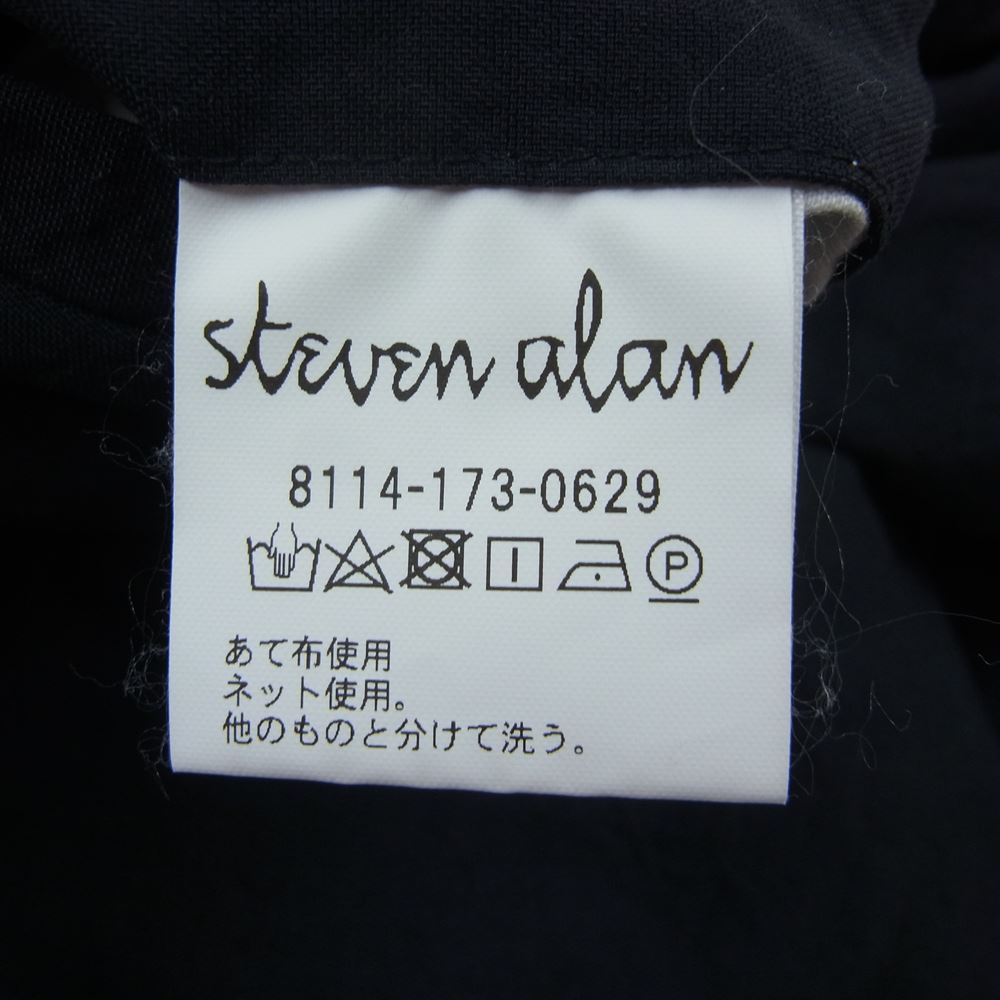 steven alan
8114-173-0629
P
あて布使用
ネット使用。
他のものと分けて洗う。